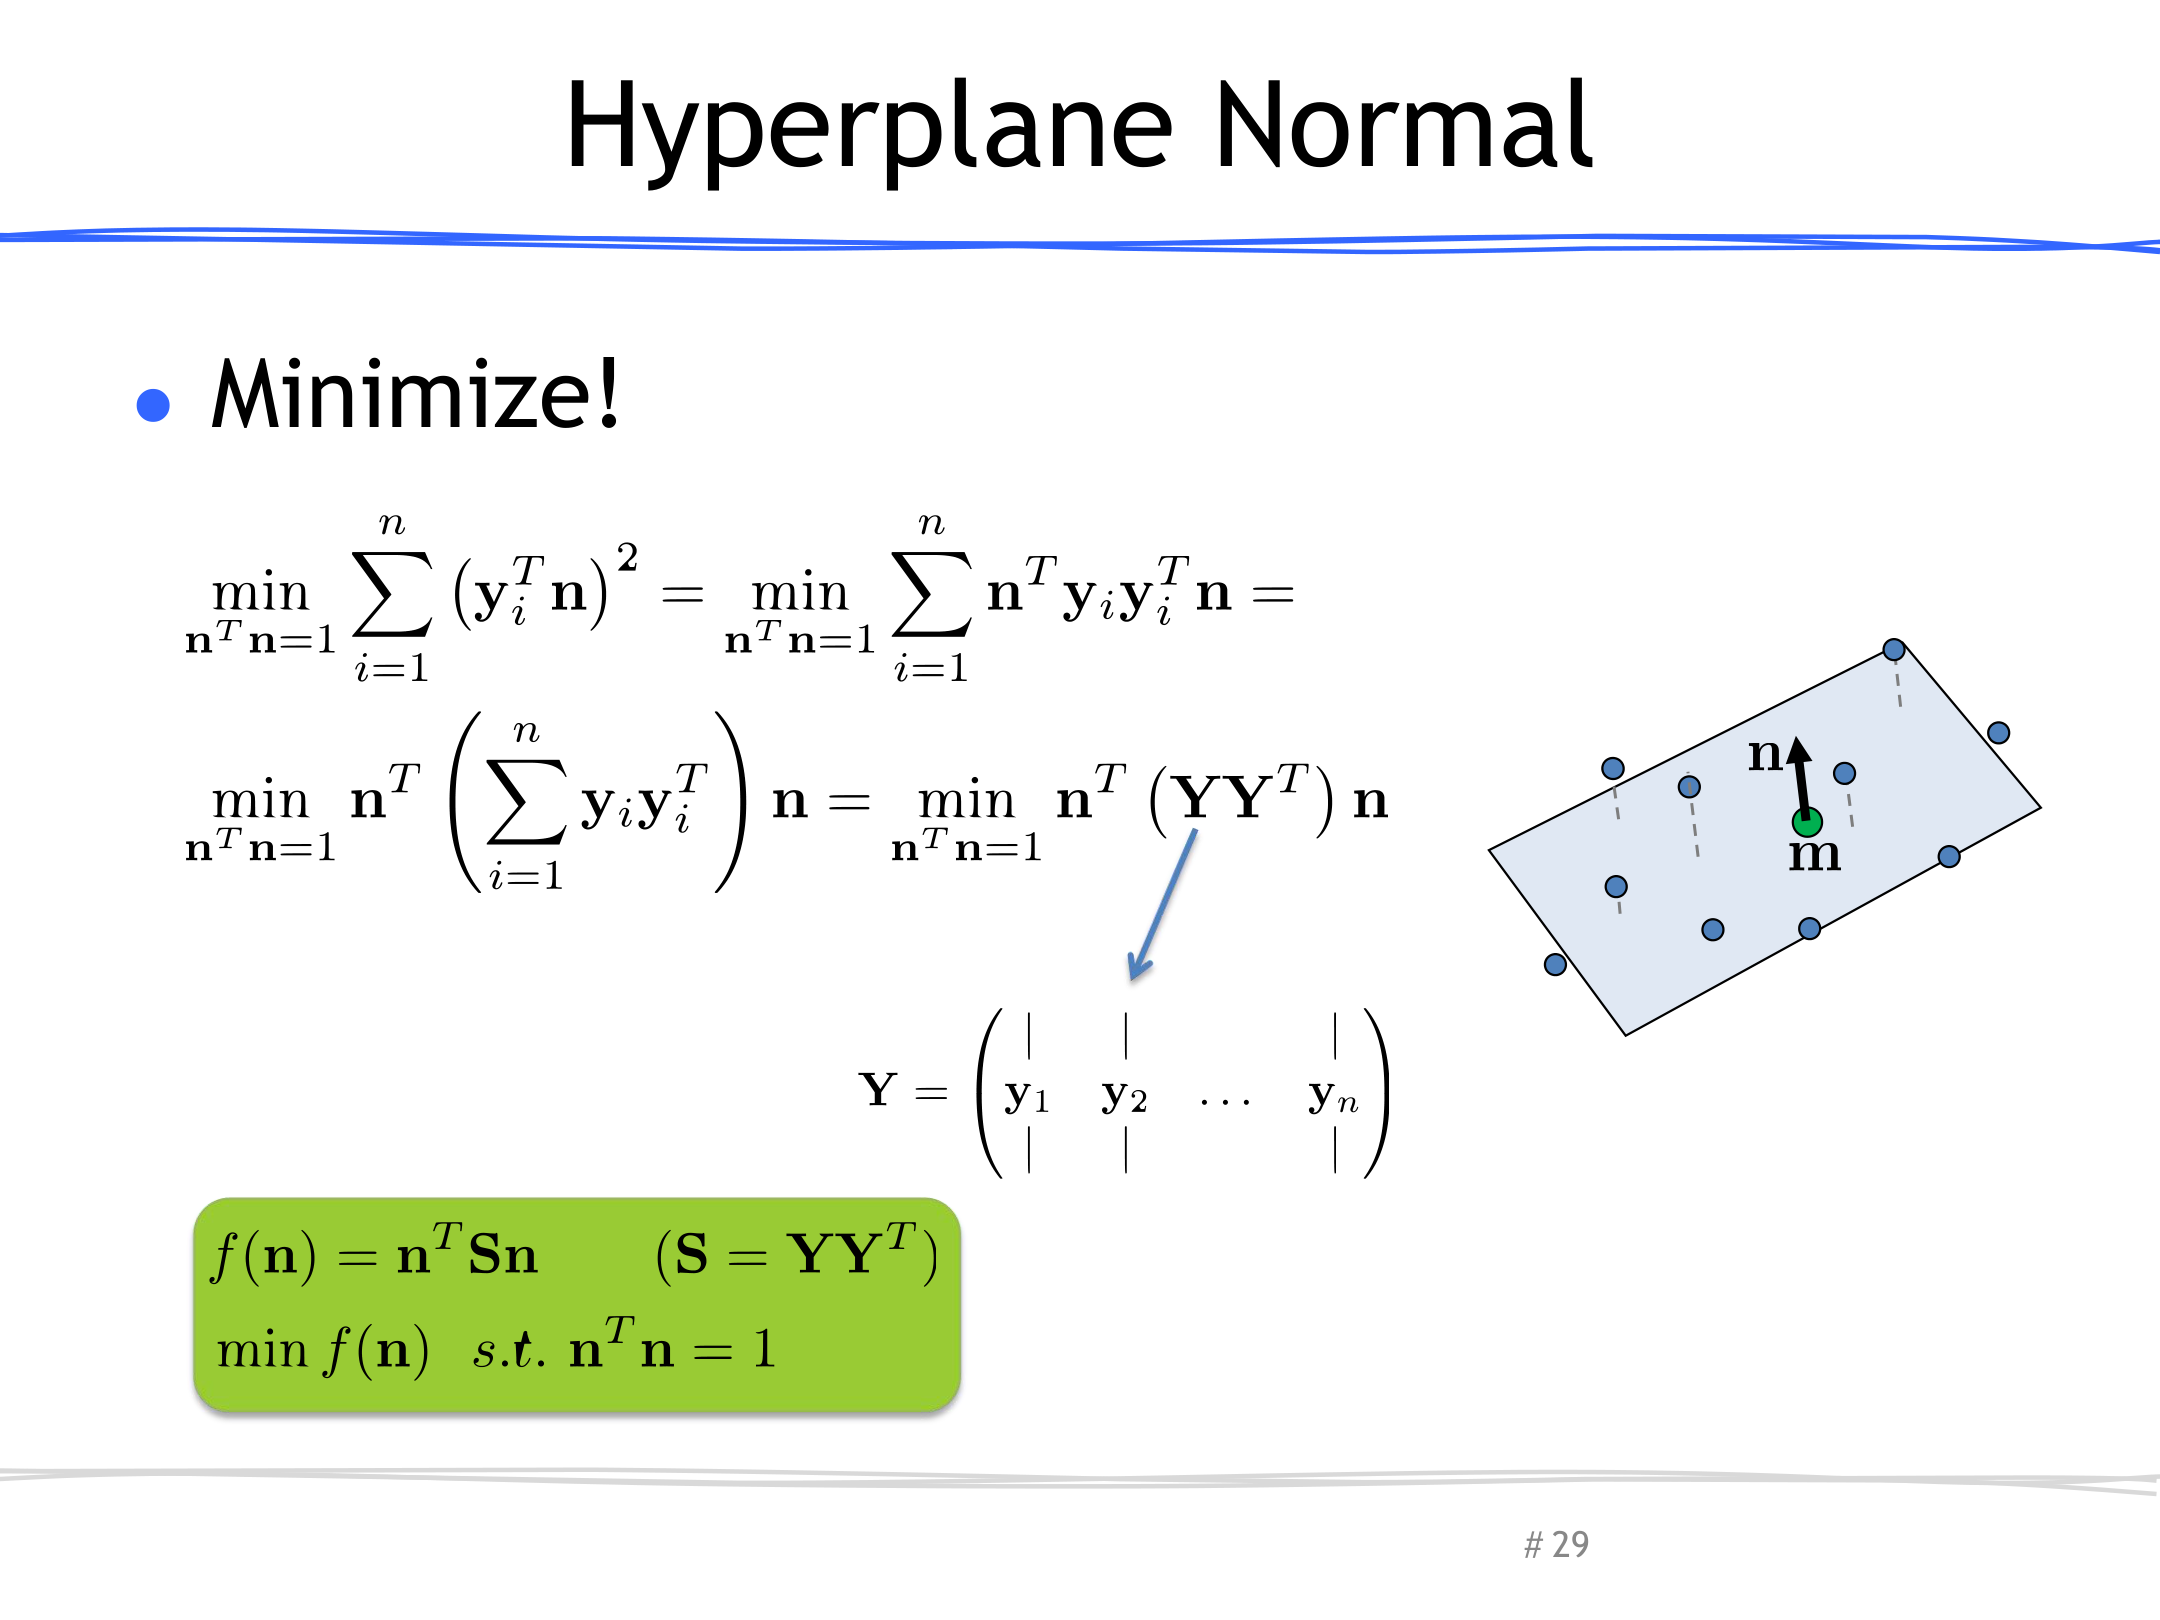 Hyperplane Normal
• Minimize!
$\min_{\mathbf{n}^T\mathbf{n}=1} \sum_{i=1}^{n} \left(\mathbf{y}_i^T \mathbf{n}\right)^2 = \min_{\mathbf{n}^T\mathbf{n}=1} \sum_{i=1}^{n} \mathbf{n}^T \mathbf{y}_i \mathbf{y}_i^T \mathbf{n} =$
$\min_{\mathbf{n}^T\mathbf{n}=1} \mathbf{n}^T \left( \sum_{i=1}^{n} \mathbf{y}_i \mathbf{y}_i^T \right) \mathbf{n} = \min_{\mathbf{n}^T\mathbf{n}=1} \mathbf{n}^T \left( \mathbf{Y}\mathbf{Y}^T \right) \mathbf{n}$
n
m
$\mathbf{Y} = \begin{pmatrix} | & | & & | \\ \mathbf{y}_1 & \mathbf{y}_2 & \dots & \mathbf{y}_n \\ | & | & & | \end{pmatrix}$
$f(\mathbf{n}) = \mathbf{n}^T \mathbf{S} \mathbf{n} \quad (\mathbf{S} = \mathbf{Y}\mathbf{Y}^T)$
$\min f(\mathbf{n}) \;\; s.t. \; \mathbf{n}^T \mathbf{n} = 1$
# 29